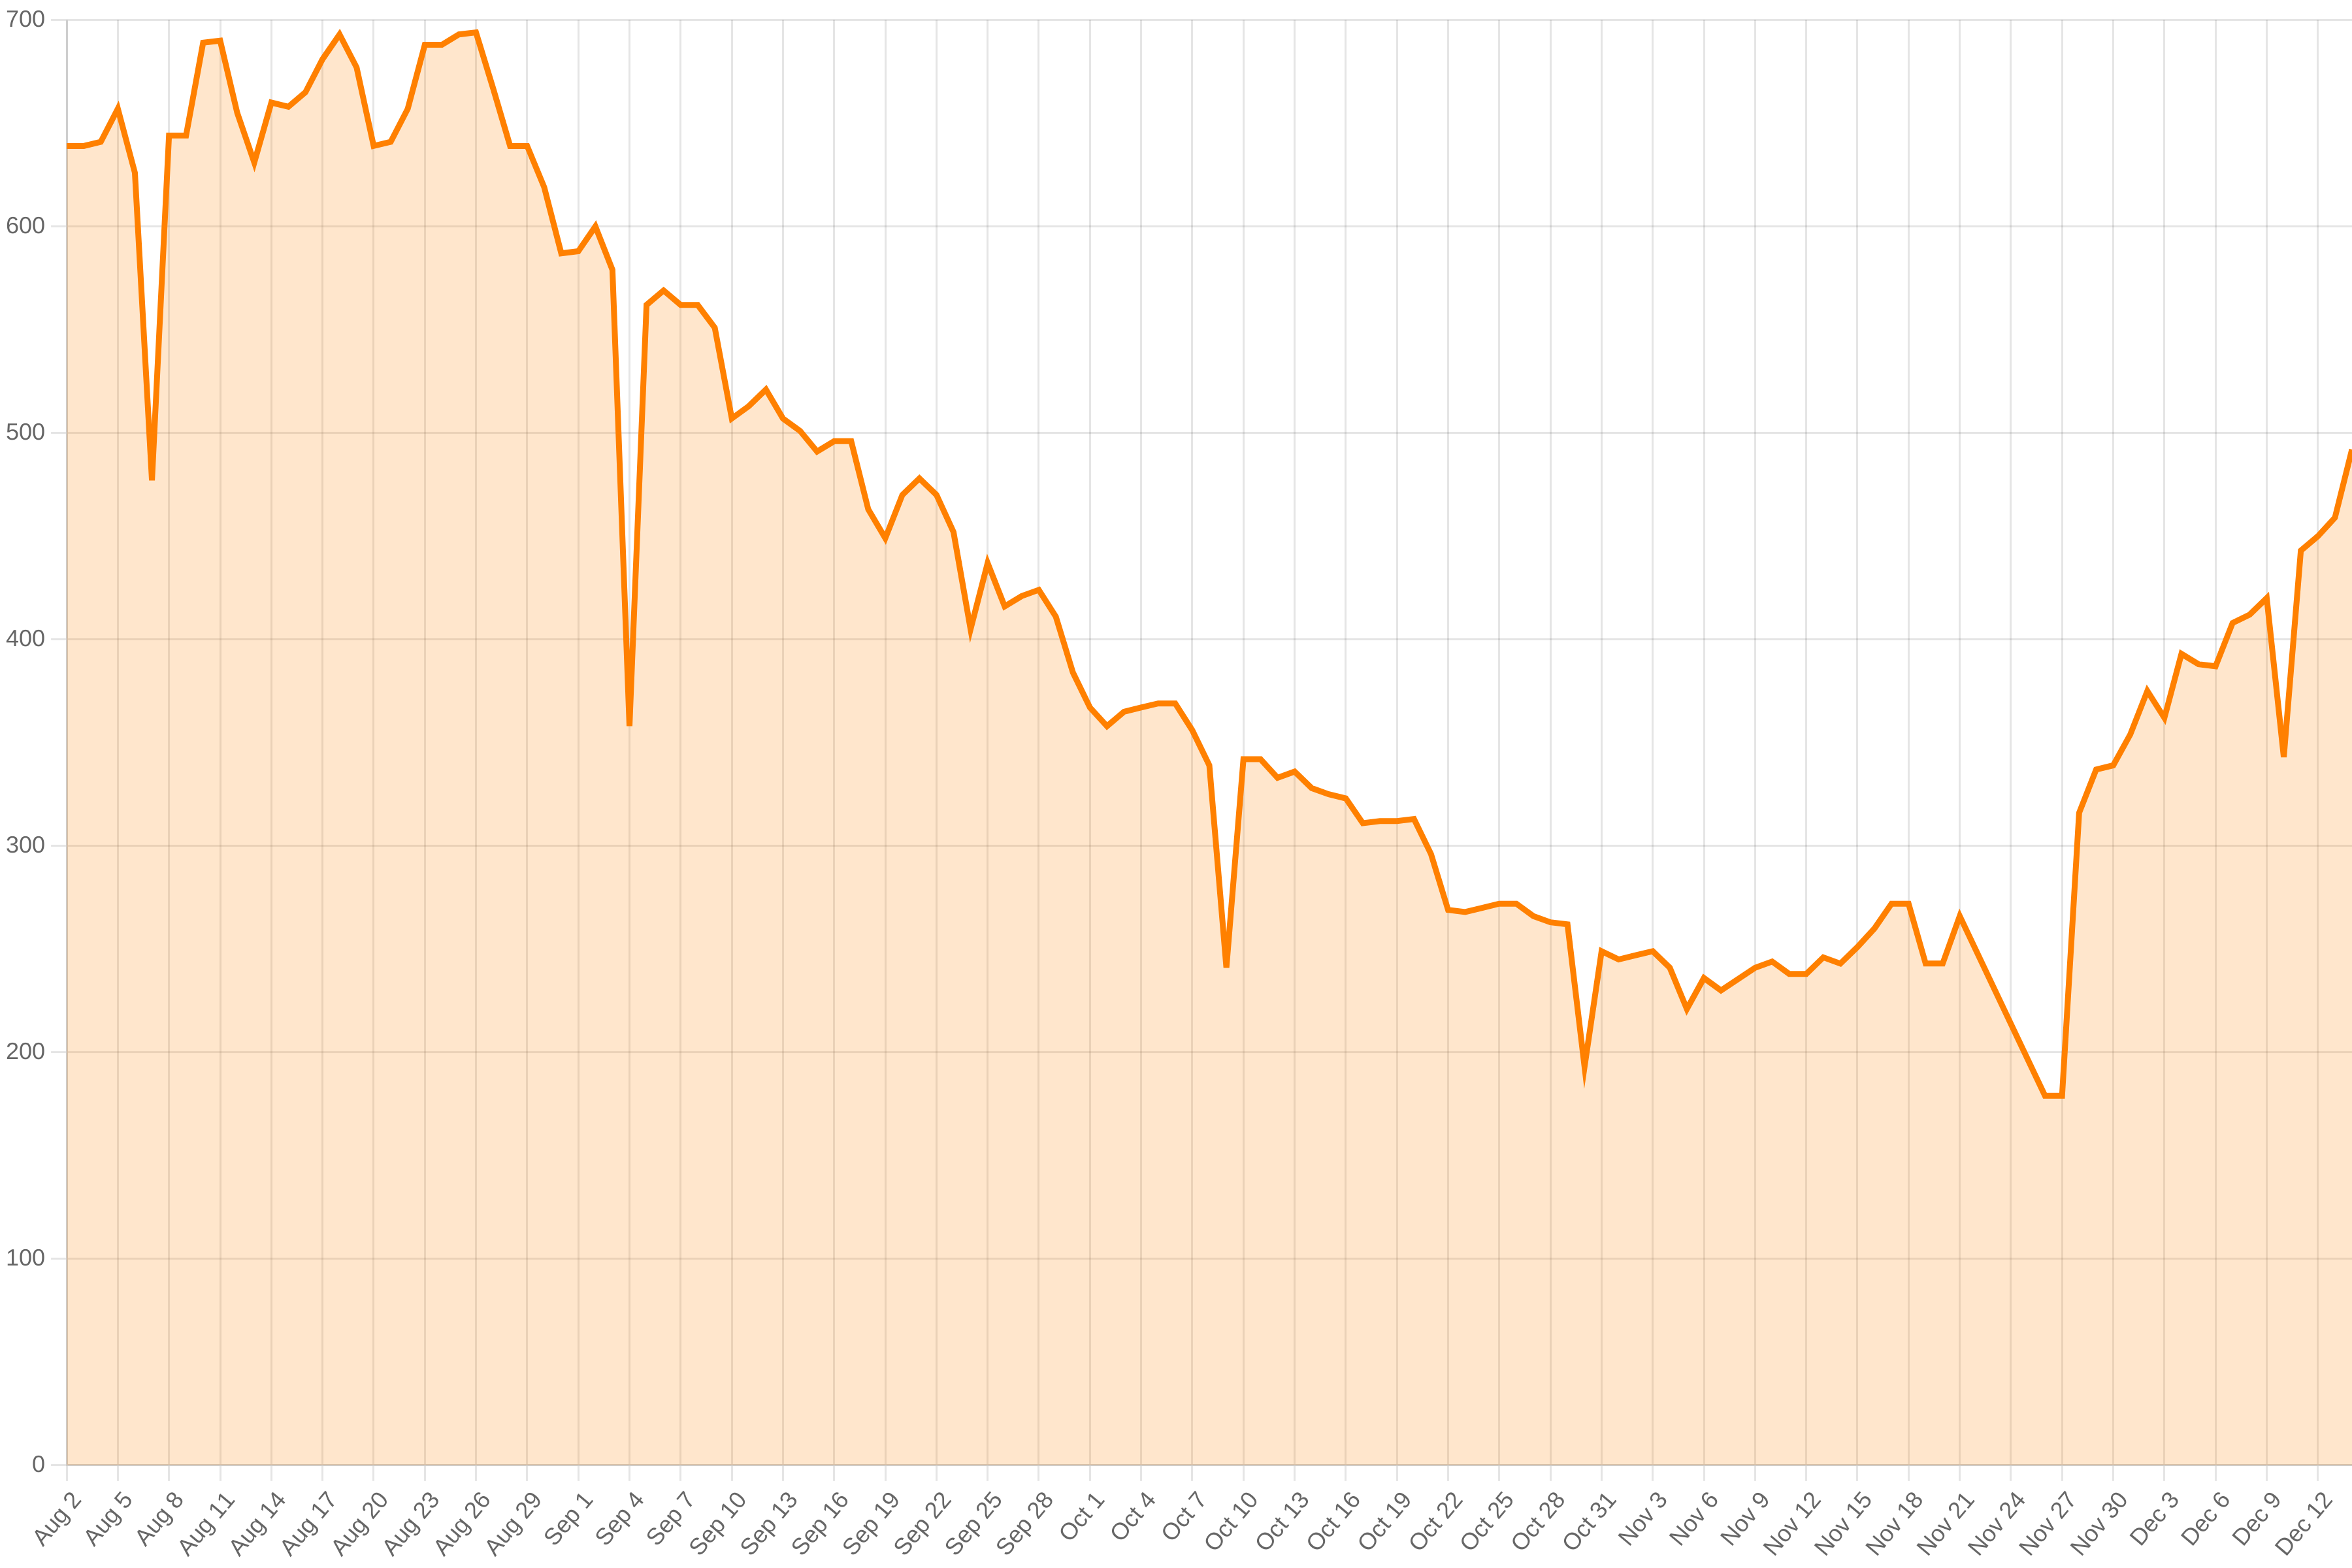 700
600
500
400
300
200
100
0
Aug 2
Aug 5
Aug 8
Aug 11
Aug 14
Aug 17
Aug 20
Aug 23
Aug 26
Aug 29
Sep 1
Sep 4
Sep 7
Sep 10
Sep 13
Sep 16
Sep 19
Sep 22
Sep 25
Sep 28
Oct 1
Oct 4
Oct 7
Oct 10
Oct 13
Oct 16
Oct 19
Oct 22
Oct 25
Oct 28
Oct 31
Nov 3
Nov 6
Nov 9
Nov 12
Nov 15
Nov 18
Nov 21
Nov 24
Nov 27
Nov 30
Dec 3
Dec 6
Dec 9
Dec 12